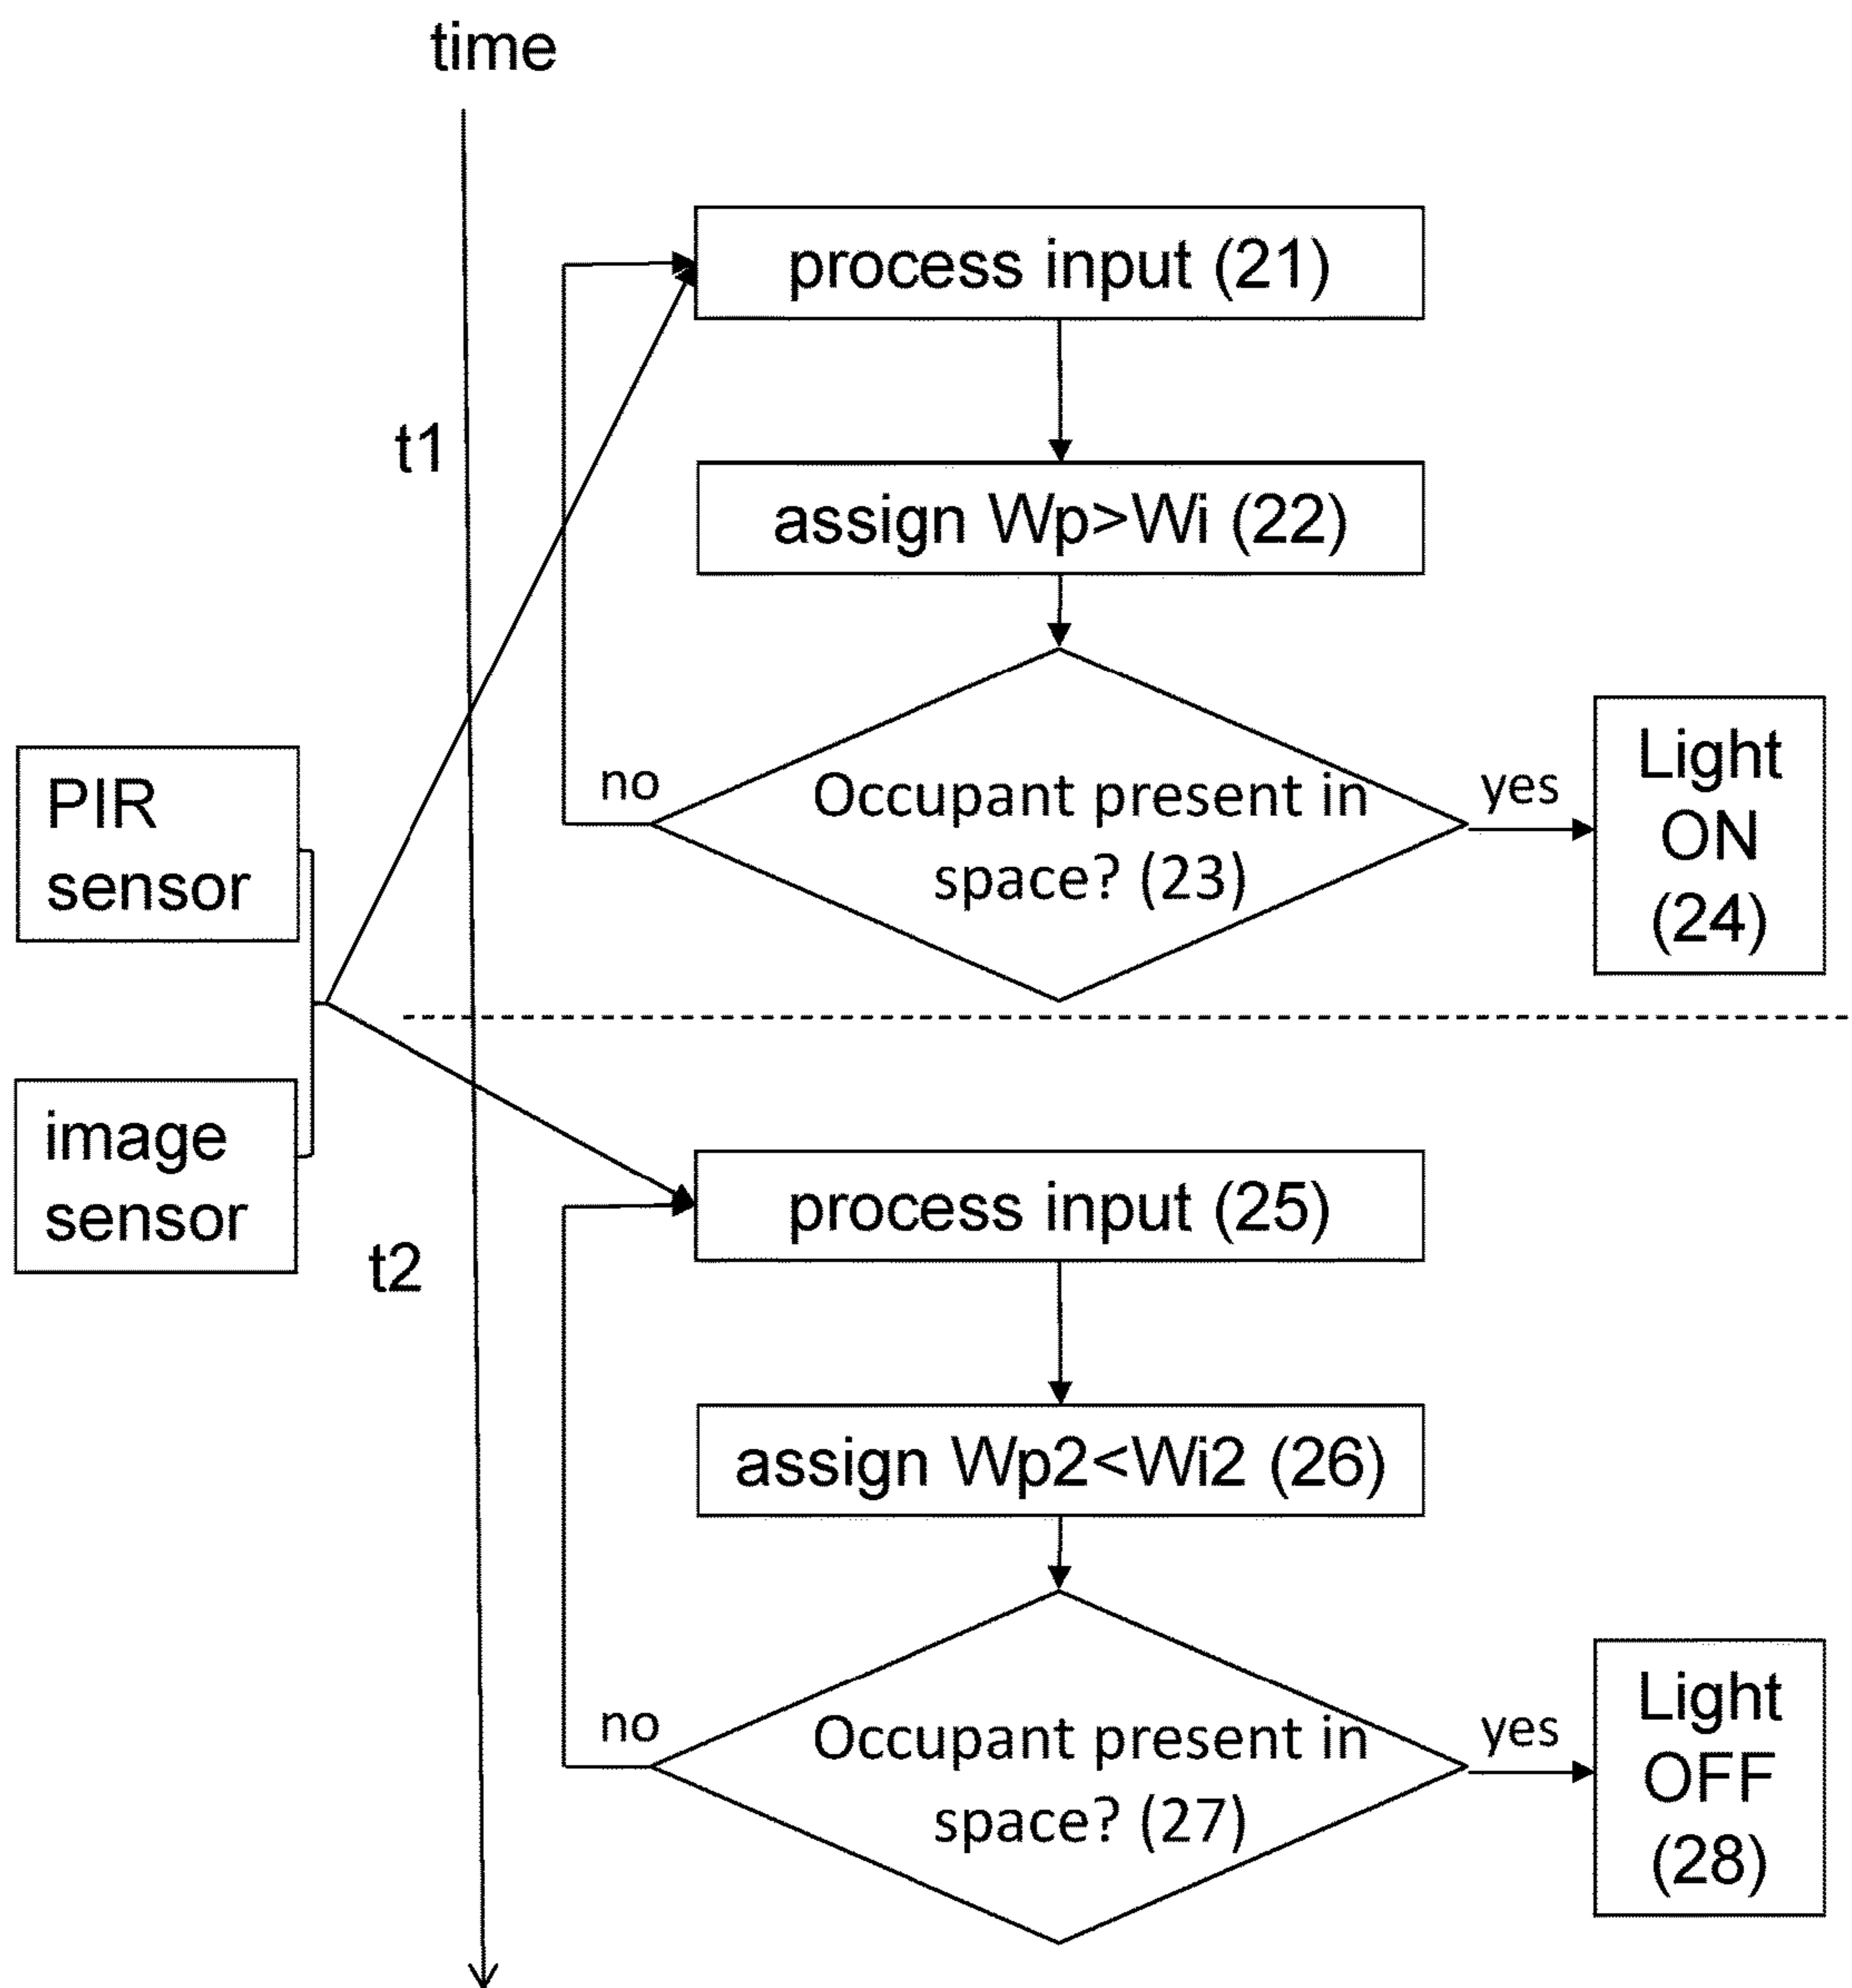 time
process input (21)
t1
assign Wp>Wi (22)
PIR
sensor
no
Occupant present in
space? (23)
yes
Light
ON
(24)
image
sensor
t2
process input (25)
assign Wp2<Wi2 (26)
no
Occupant present in
space? (27)
yes
Light
OFF
(28)